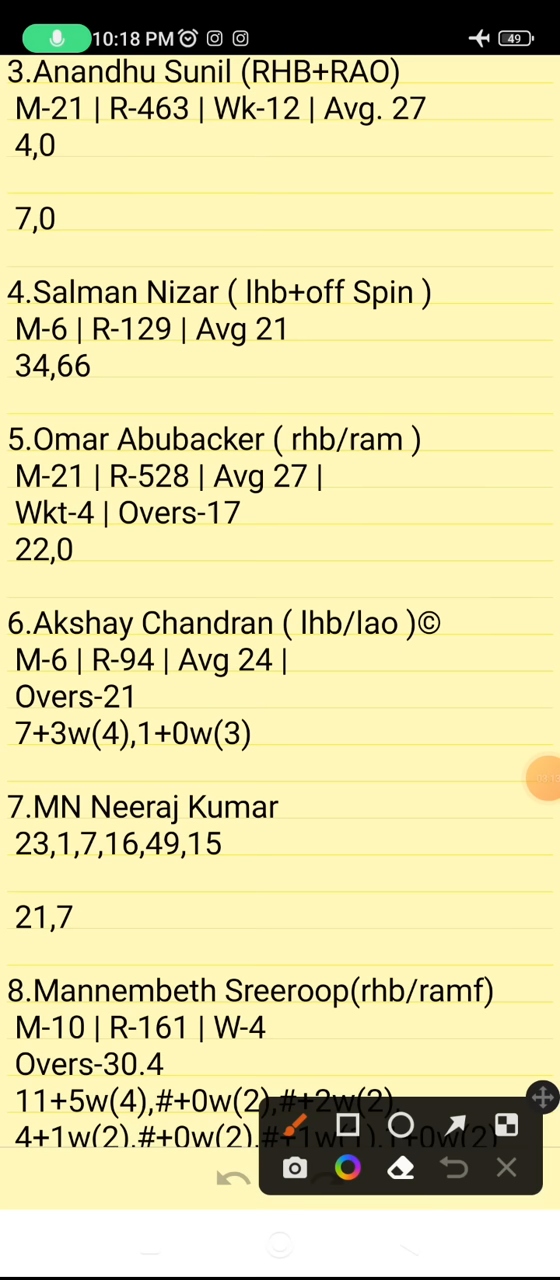 10:18 PM
49
3.Anandhu Sunil (RHB+RAO)
M-21 | R-463 | Wk-12 | Avg. 27
4,0
7,0
4.Salman Nizar ( lhb+off Spin )
M-6 | R-129 | Avg 21
34,66
5.Omar Abubacker ( rhb/ram )
M-21 | R-528 | Avg 27 |
Wkt-4 | Overs-17
22,0
6.Akshay Chandran ( lhb/lao )©
M-6 | R-94 | Avg 24 |
Overs-21
7+3w(4),1+0w(3)
7.MN Neeraj Kumar
23,1,7,16,49,15
21,7
8.Mannembeth Sreeroop(rhb/ramf)
M-10 | R-161 | W-4
Overs-30.4
11+5w(4),#+0w(2),#+2w(2),
4+1w(2),#+0w(2),#+1w(1),1+0w(2)